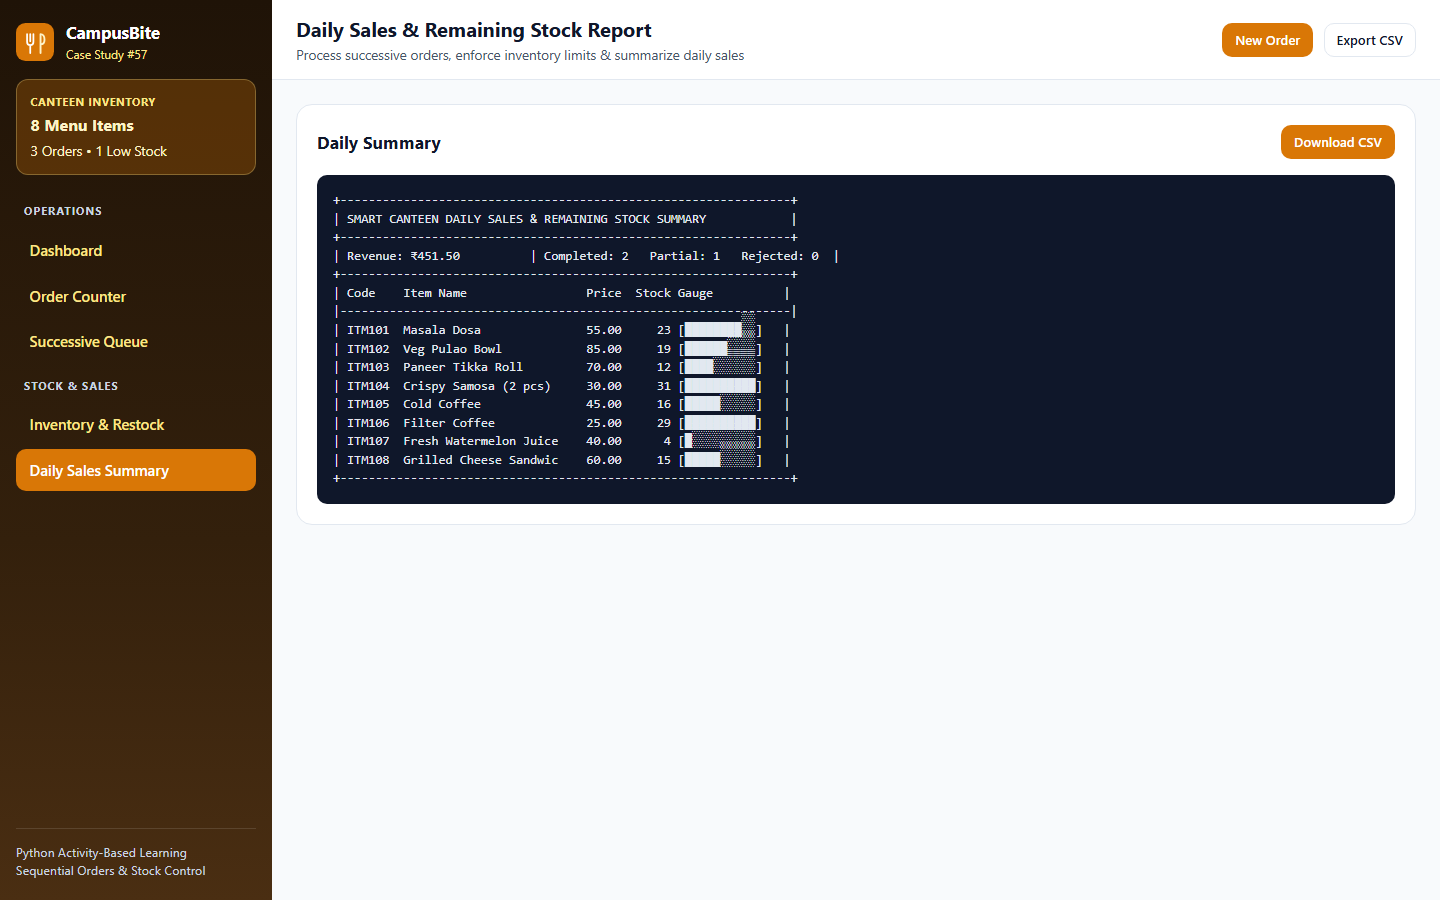 CampusBite
Case Study #57
CANTEEN INVENTORY
8 Menu Items
3 Orders • 1 Low Stock
OPERATIONS
Dashboard
Order Counter
Successive Queue
STOCK & SALES
Inventory & Restock
Daily Sales Summary
Python Activity-Based Learning
Sequential Orders & Stock Control
Daily Sales & Remaining Stock Report
Process successive orders, enforce inventory limits & summarize daily sales
New Order
Export CSV
Daily Summary
Download CSV
+----------------------------------------------------------------+
| SMART CANTEEN DAILY SALES & REMAINING STOCK SUMMARY            |
+----------------------------------------------------------------+
| Revenue: ₹451.50          | Completed: 2   Partial: 1   Rejected: 0  |
+----------------------------------------------------------------+
| Code    Item Name                 Price  Stock Gauge          |
|----------------------------------------------------------------|
| ITM101  Masala Dosa               55.00     23 [████████░░]   |
| ITM102  Veg Pulao Bowl            85.00     19 [██████░░░░]   |
| ITM103  Paneer Tikka Roll         70.00     12 [████░░░░░░]   |
| ITM104  Crispy Samosa (2 pcs)     30.00     31 [██████████]   |
| ITM105  Cold Coffee               45.00     16 [█████░░░░░]   |
| ITM106  Filter Coffee             25.00     29 [██████████]   |
| ITM107  Fresh Watermelon Juice    40.00      4 [█░░░░░░░░░]   |
| ITM108  Grilled Cheese Sandwic    60.00     15 [█████░░░░░]   |
+----------------------------------------------------------------+